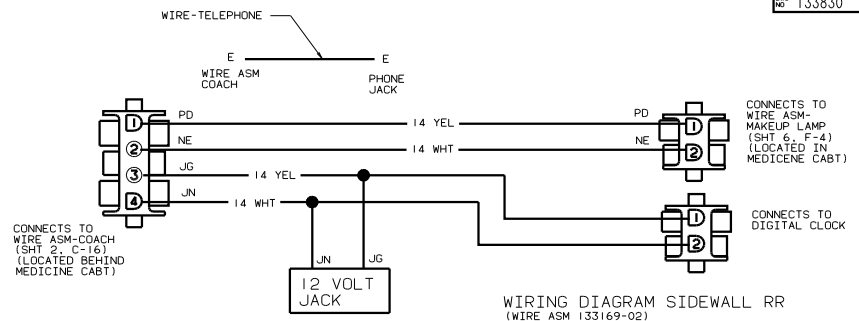 NO 133830
WIRE-TELEPHONE
E E
WIRE ASM
COACH
PHONE
JACK
1
2
3
4
PD 14 YEL PD
NE 14 WHT NE
JG 14 YEL
JN 14 WHT
1
2
CONNECTS TO
WIRE ASM-
MAKEUP LAMP
(SHT 6, F-4)
(LOCATED IN
MEDICENE CABT)
1
2
CONNECTS TO
DIGITAL CLOCK
CONNECTS TO
WIRE ASM-COACH
(SHT 2, C-16)
(LOCATED BEHIND
MEDICINE CABT)
JN JG
12 VOLT
JACK
WIRING DIAGRAM SIDEWALL RR
(WIRE ASM 133169-02)